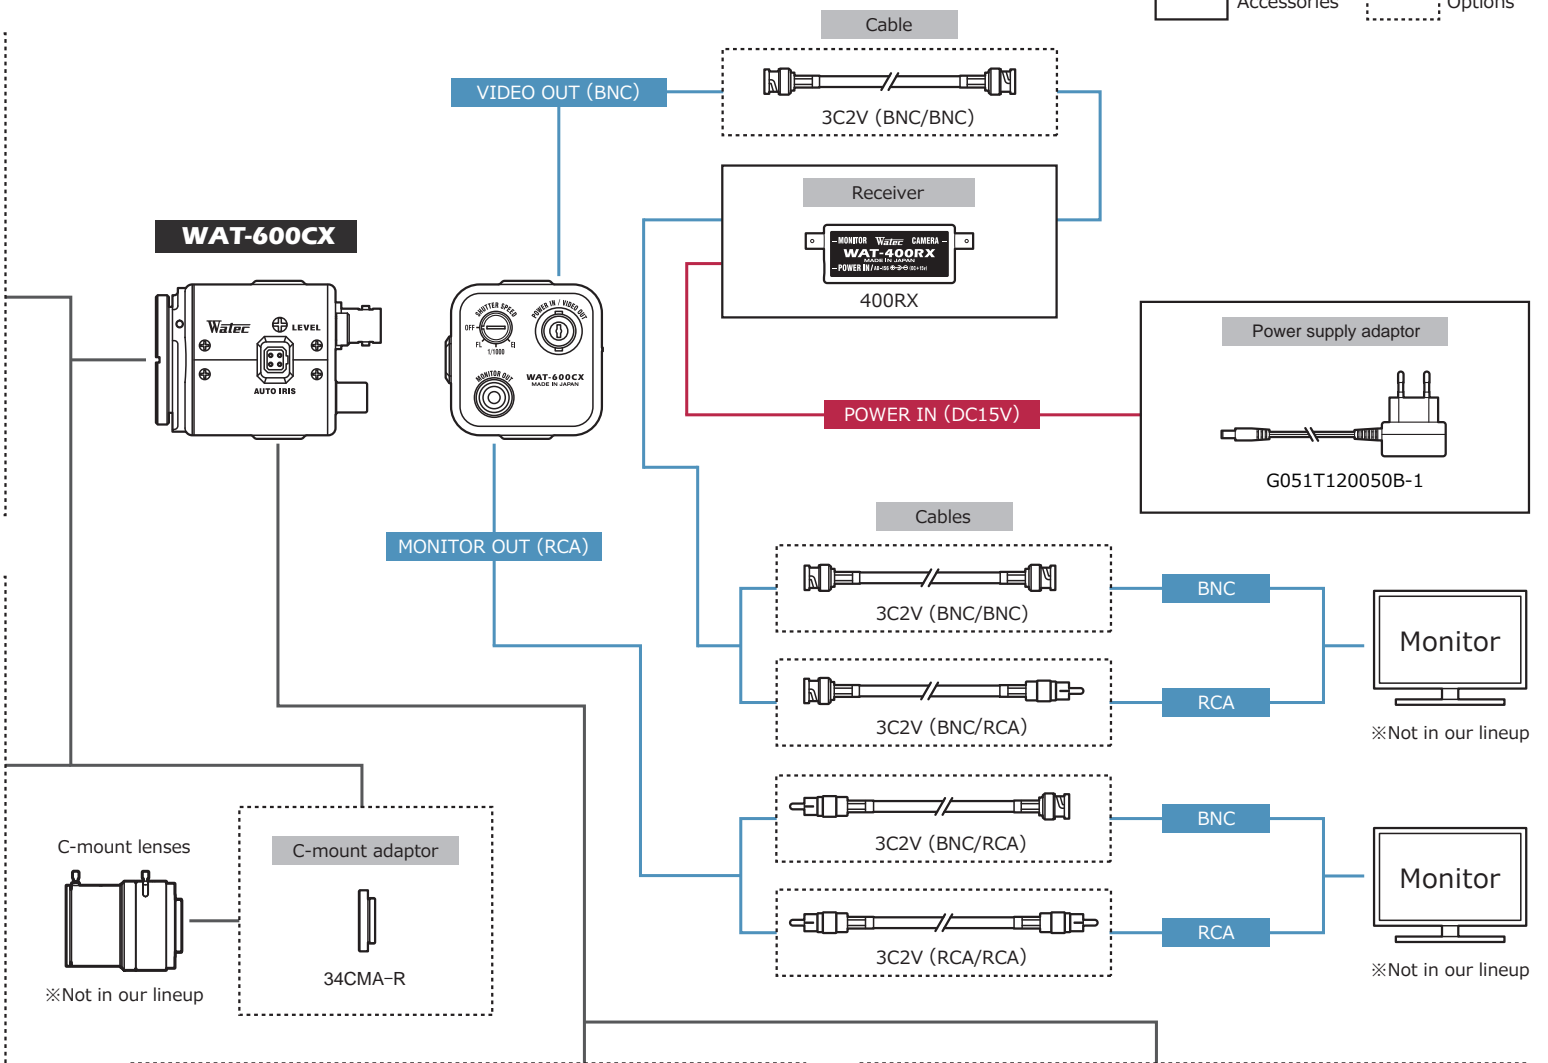 Accessories
Options
Cable
VIDEO OUT (BNC)
3C2V (BNC/BNC)
Receiver
MONITOR Watec CAMERA
WAT-400RX
MADE IN JAPAN
POWER IN
400RX
WAT-600CX
Watec
LEVEL
AUTO IRIS
SHUTTER SPEED
OFF
FL
1/1000
EI
POWER IN / VIDEO OUT
MONITOR OUT
WAT-600CX
MADE IN JAPAN
Power supply adaptor
POWER IN (DC15V)
G051T120050B-1
Cables
MONITOR OUT (RCA)
3C2V (BNC/BNC)
BNC
3C2V (BNC/RCA)
RCA
Monitor
※Not in our lineup
3C2V (BNC/RCA)
BNC
3C2V (RCA/RCA)
RCA
Monitor
※Not in our lineup
C-mount lenses
※Not in our lineup
C-mount adaptor
34CMA-R